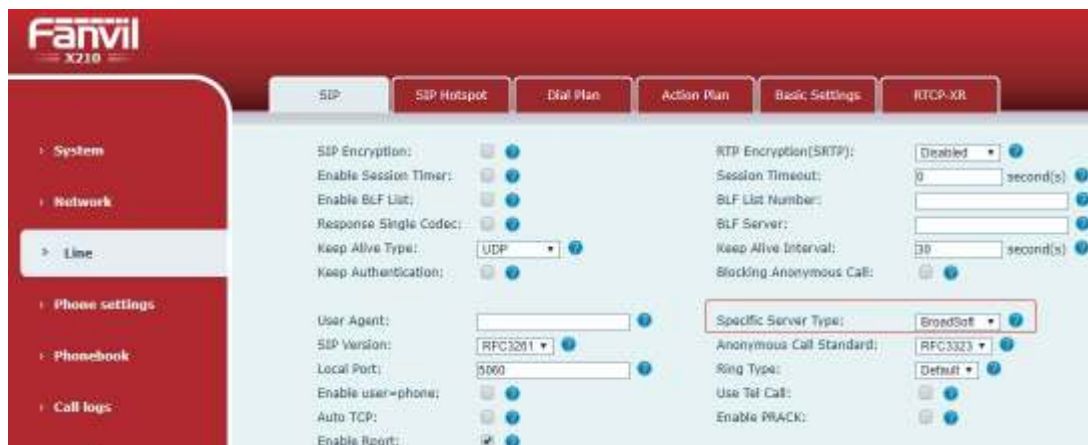 Fanvil
X210
SIP SIP Hotspot Dial Plan Action Plan Basic Settings RTCP-XR
System
Network
Line
Phone settings
Phonebook
Call logs
SIP Encryption: RTP Encryption(SRTP): Disabled
Enable Session Timer: Session Timeout: 0 second(s)
Enable BLF List: BLF List Number:
Response Single Codec: BLF Server:
Keep Alive Type: UDP Keep Alive Interval: 30 second(s)
Keep Authentication: Blocking Anonymous Call:
User Agent: Specific Server Type: BroadSoft
SIP Version: RFC3261 Anonymous Call Standard: RFC3323
Local Port: 5060 Ring Type: Default
Enable user=phone: Use Tel Call:
Auto TCP: Enable PRACK:
Enable Rport: